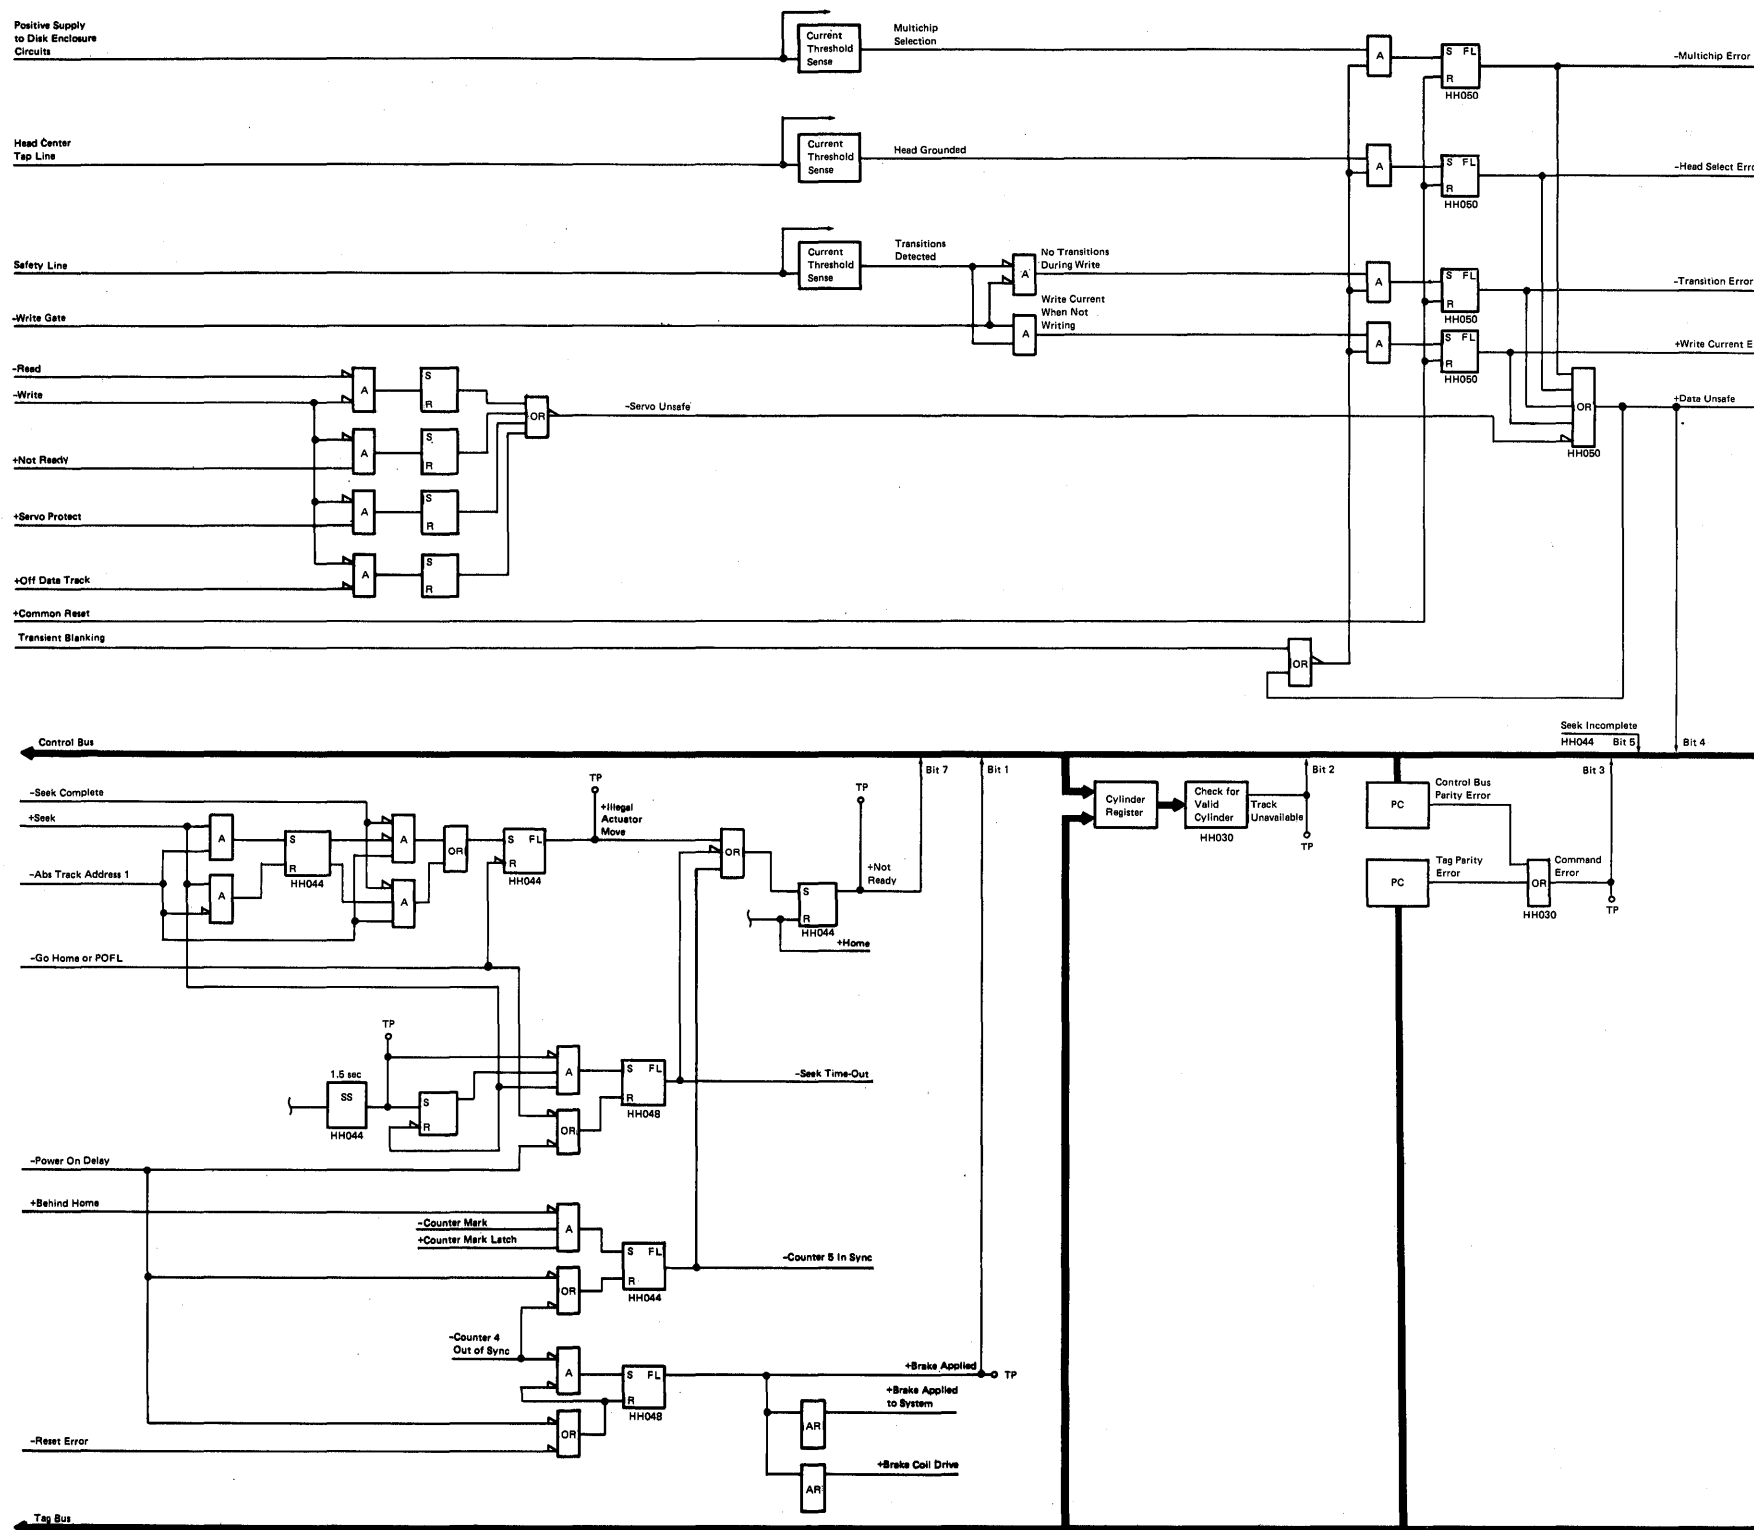 Positive Supply
to Disk Enclosure
Circuits
Current
Threshold
Sense
Multichip
Selection
A
S FL
R
HH050
-Multichip Error
Head Center
Tap Line
Current
Threshold
Sense
Head Grounded
A
S FL
R
HH050
-Head Select Erro
Safety Line
Current
Threshold
Sense
Transitions
Detected
A
No Transitions
During Write
A
S FL
R
HH050
-Transition Error
-Write Gate
A
Write Current
When Not
Writing
A
S FL
R
HH050
+Write Current E
-Read
-Write
A
S
R
OR
-Servo Unsafe
OR
HH050
+Data Unsafe
+Not Ready
A
S
R
+Servo Protect
A
S
R
+Off Data Track
A
S
R
+Common Reset
Transient Blanking
OR
Seek Incomplete
HH044 Bit 5
Bit 4
Control Bus
Bit 7
Bit 1
Bit 2
Bit 3
-Seek Complete
+Seek
-Abs Track Address 1
A
A
S
R
HH044
A
A
OR
S FL
R
HH044
TP
+Illegal
Actuator
Move
OR
TP
+Not
Ready
S
R
HH044
+Home
Cylinder
Register
Check for
Valid
Cylinder
HH030
Track
Unavailable
TP
PC
Control Bus
Parity Error
PC
Tag Parity
Error
OR
HH030
Command
Error
TP
-Go Home or POFL
TP
1.5 sec
SS
HH044
S
R
A
OR
S FL
R
HH048
-Seek Time-Out
-Power On Delay
+Behind Home
-Counter Mark
+Counter Mark Latch
A
OR
S FL
R
HH044
-Counter 5 In Sync
-Counter 4
Out of Sync
A
S FL
R
HH048
OR
-Reset Error
+Brake Applied
TP
+Brake Applied
to System
AR
+Brake Coil Drive
AR
Tag Bus